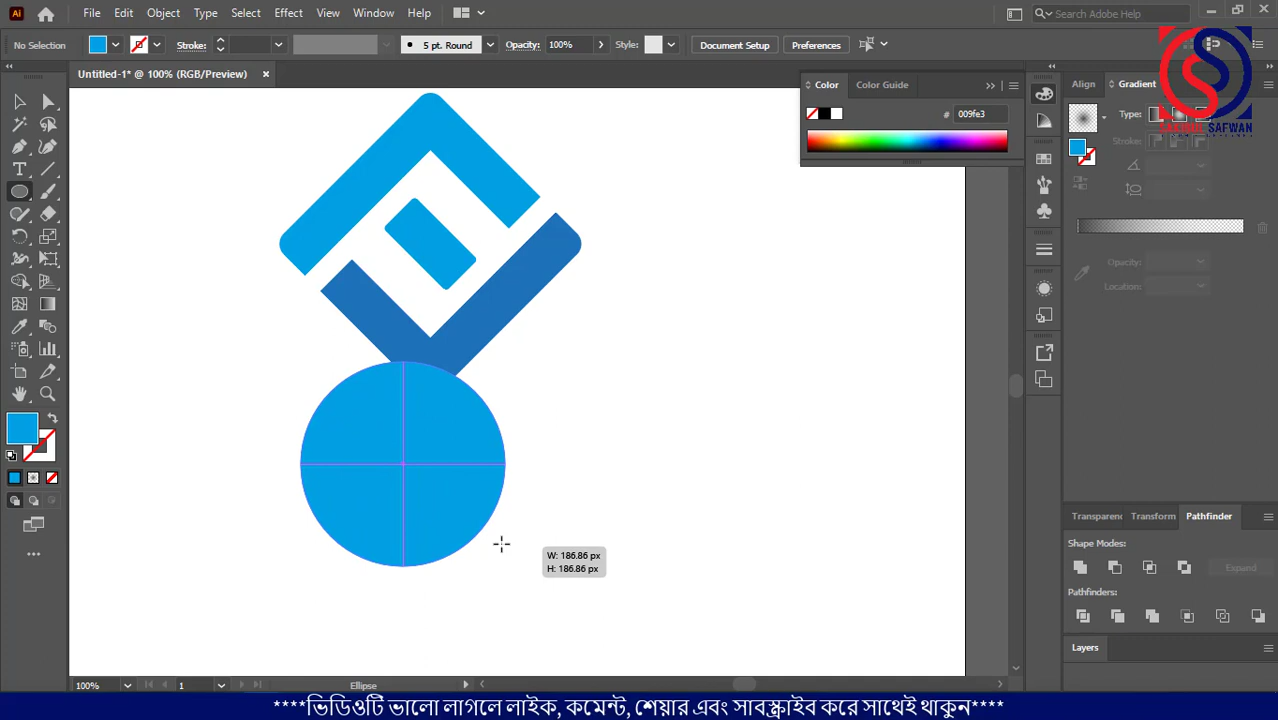 Ai File Edit Object Type Select Effect View Window Help Search Adobe Help
No Selection Stroke: 5 pt. Round Opacity: 100% Style: Document Setup Preferences
Untitled-1* @ 100% (RGB/Preview)
Color Color Guide
# 009fe3
Align Gradient
Type:
SAFWAN
Stroke:
Opacity:
Location:
W: 186.86 px
H: 186.86 px
Transparenc Transform Pathfinder
Shape Modes:
Expand
Pathfinders:
Layers
100% 1 Ellipse
****ভিডিওটি ভালো লাগলে লাইক, কমেন্ট, শেয়ার এবং সাবস্ক্রাইব করে সাথেই থাকুন****